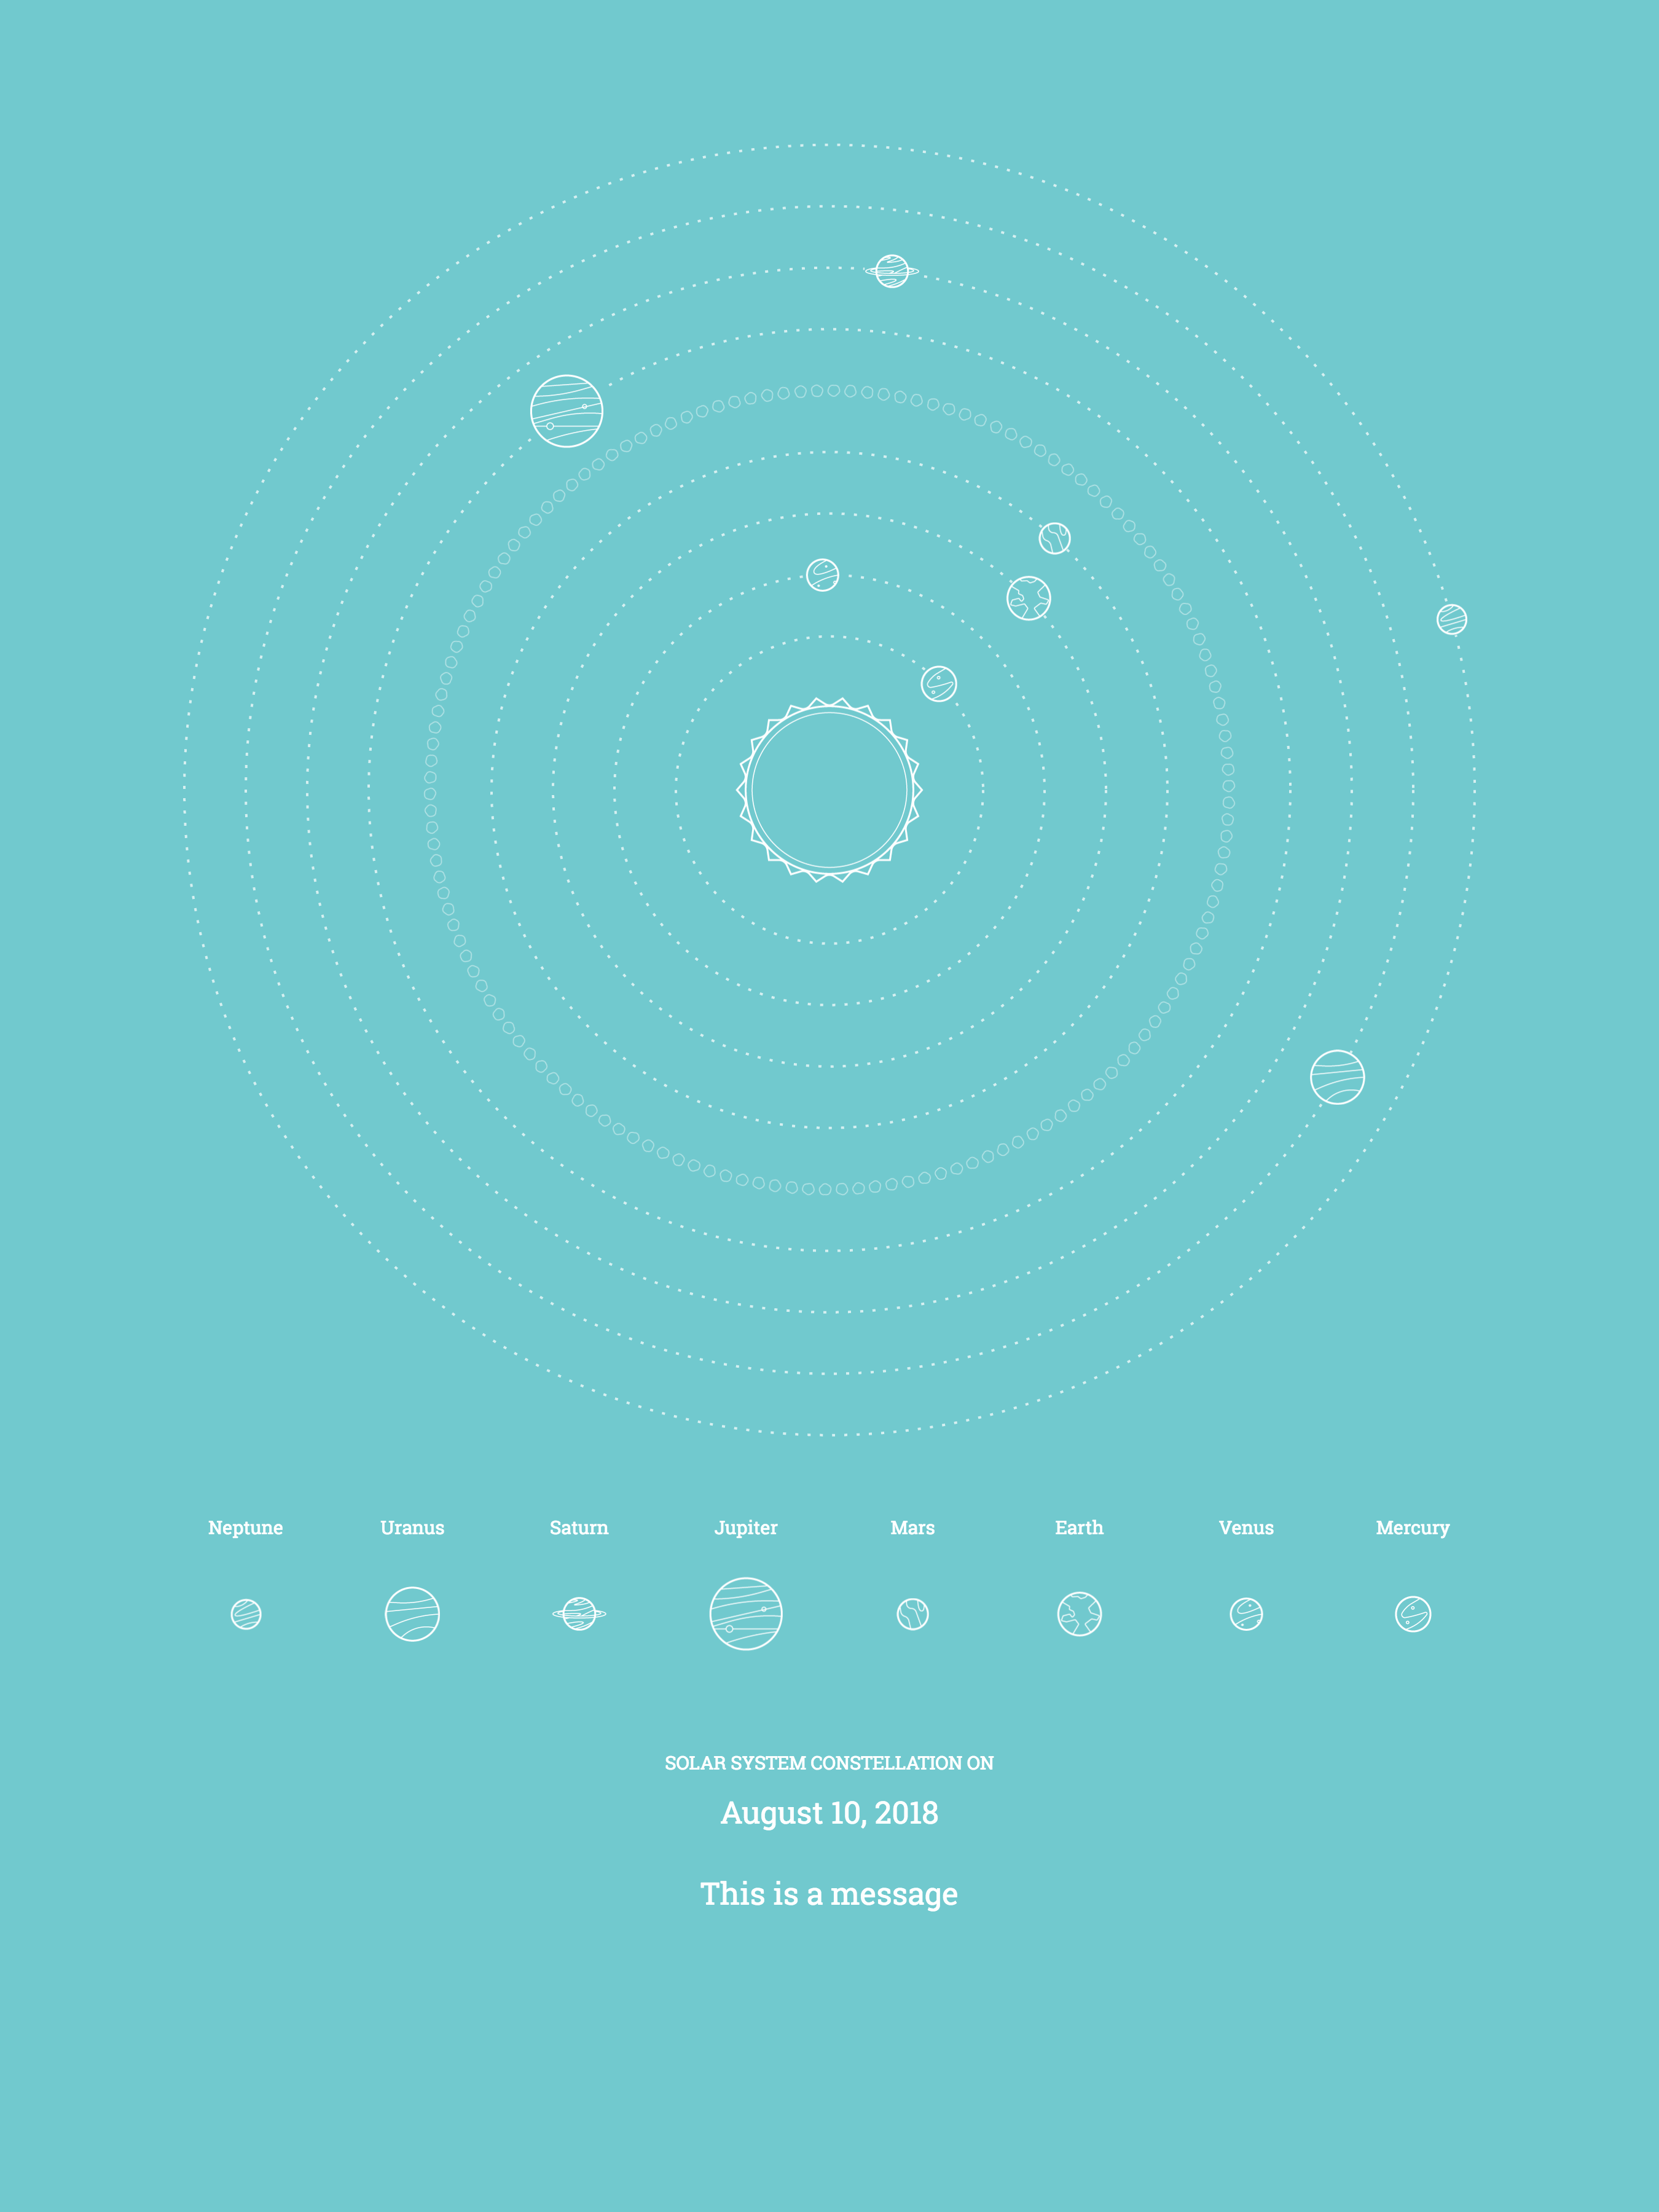 Neptune Uranus Saturn Jupiter Mars Earth Venus Mercury
SOLAR SYSTEM CONSTELLATION ON
August 10, 2018
This is a message